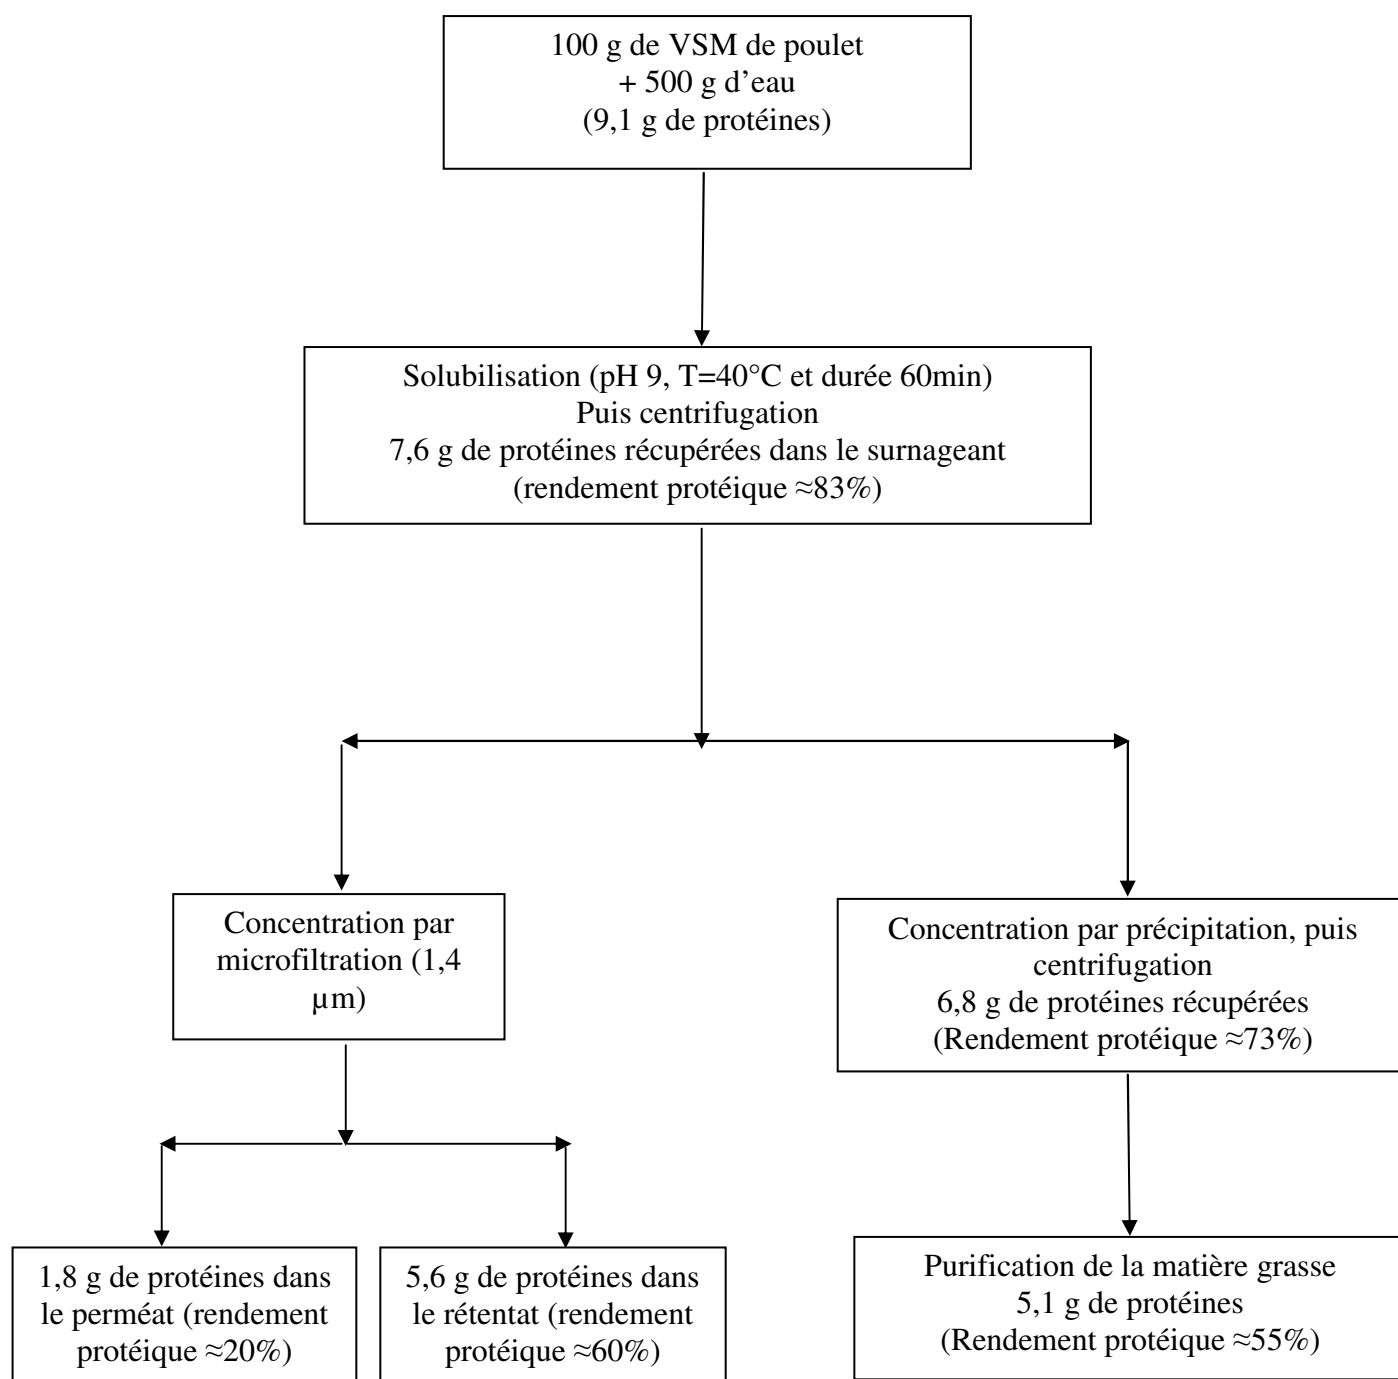 100 g de VSM de poulet
+ 500 g d’eau
(9,1 g de protéines)
Solubilisation (pH 9, T=40°C et durée 60min)
Puis centrifugation
7,6 g de protéines récupérées dans le surnageant
(rendement protéique ≈83%)
Concentration par
microfiltration (1,4
µm)
Concentration par précipitation, puis
centrifugation
6,8 g de protéines récupérées
(Rendement protéique ≈73%)
1,8 g de protéines dans
le perméat (rendement
protéique ≈20%)
5,6 g de protéines dans
le rétentat (rendement
protéique ≈60%)
Purification de la matière grasse
5,1 g de protéines
(Rendement protéique ≈55%)